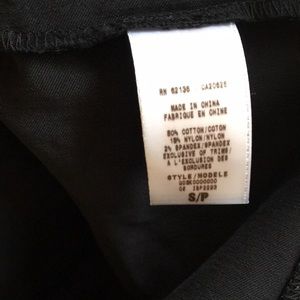 RN 62136 CA20626
MADE IN CHINA
FABRIQUE EN CHINE
80% COTTON/COTON
18% NYLON/NYLON
2% SPANDEX/SPANDEX
EXCLUSIVE OF TRIMS/
A L'EXCLUSION DES
BORDURES
STYLE/MODELE
S/P